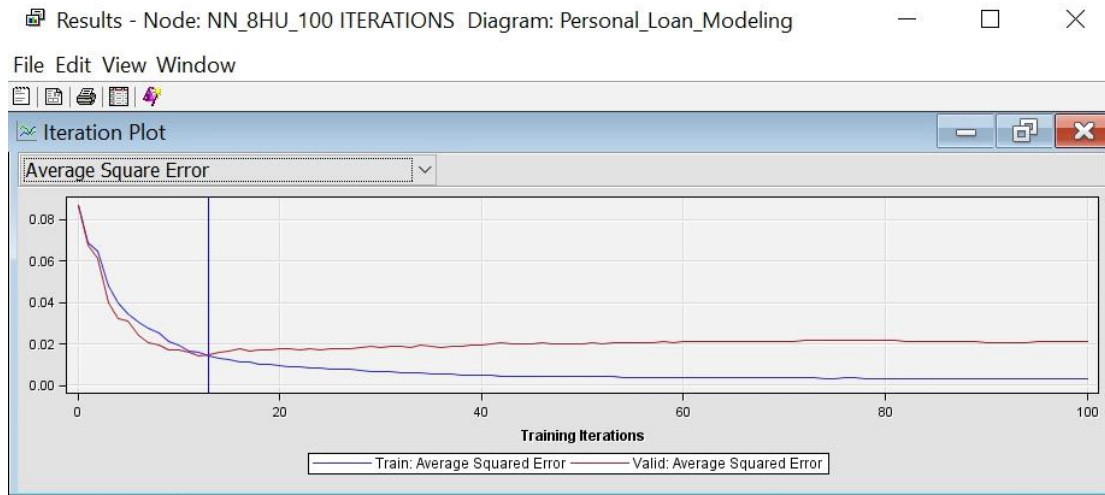 Results - Node: NN_8HU_100 ITERATIONS Diagram: Personal_Loan_Modeling
File Edit View Window
Iteration Plot
Average Square Error
0.08
0.06
0.04
0.02
0.00
0 20 40 60 80 100
Training Iterations
Train: Average Squared Error Valid: Average Squared Error